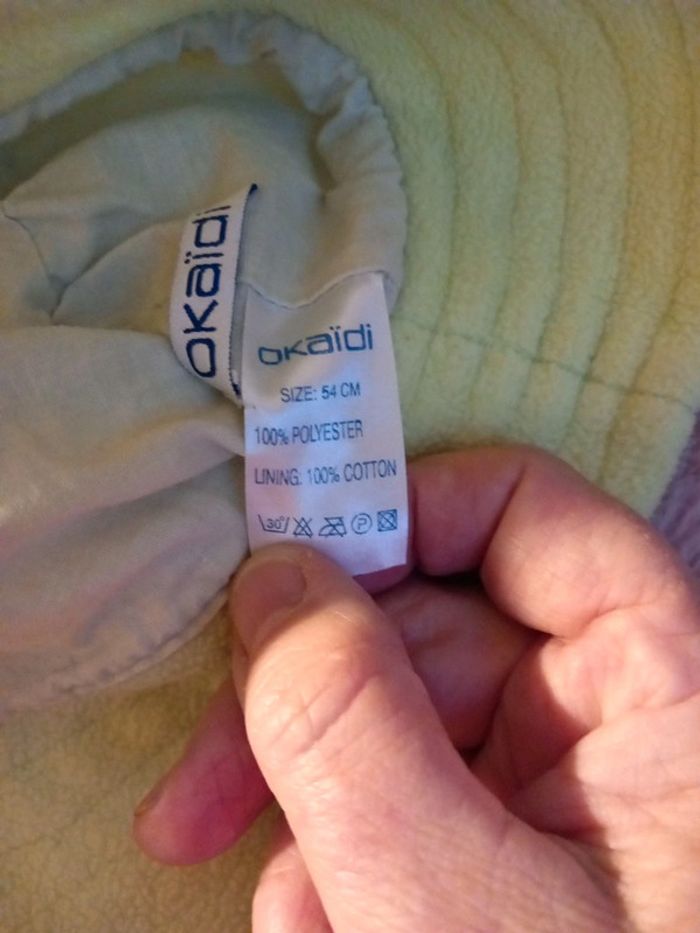 okaïdi
okaïdi
SIZE: 54 CM
100% POLYESTER
LINING: 100% COTTON
30° P